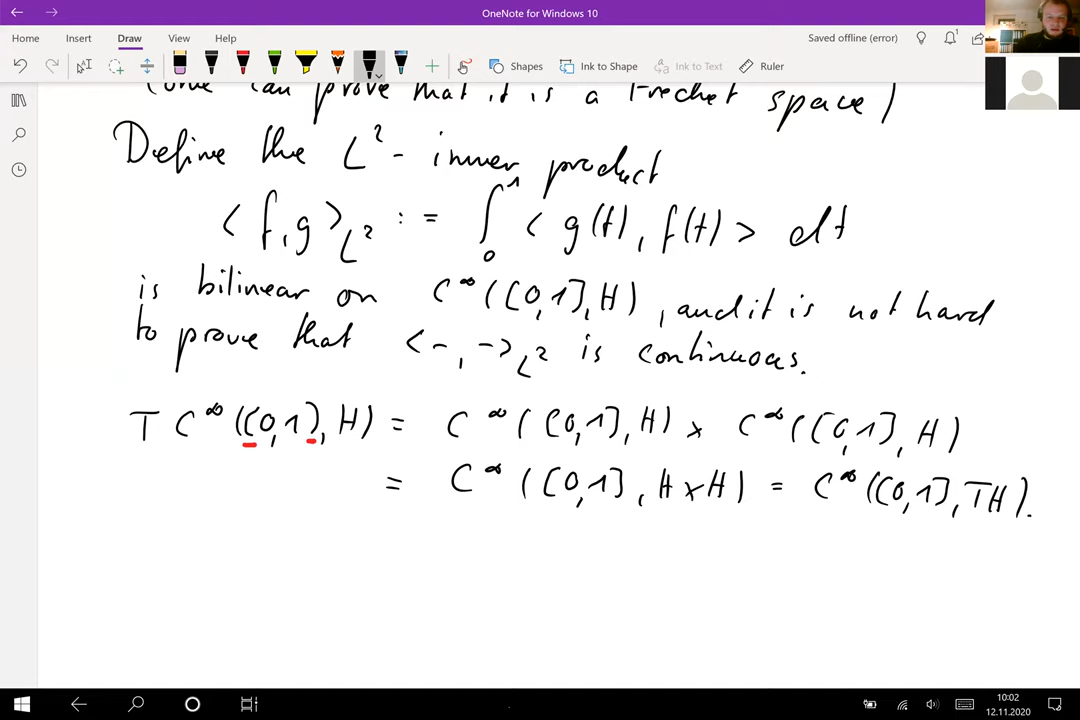 OneNote for Windows 10
Home Insert Draw View Help Saved offline (error)
Shapes Ink to Shape Ink to Text Ruler
(one can prove that it is a Frechet space)
Define the L² - inner product
< f, g >_L² := ∫₀¹ < g(t), f(t) > dt
is bilinear on C^∞([0,1], H), and it is not hard
to prove that < -, - >_L² is continuous.
T C^∞([0,1], H) = C^∞([0,1], H) × C^∞([0,1], H)
= C^∞([0,1], H×H) = C^∞([0,1], TH).
10:02
12.11.2020